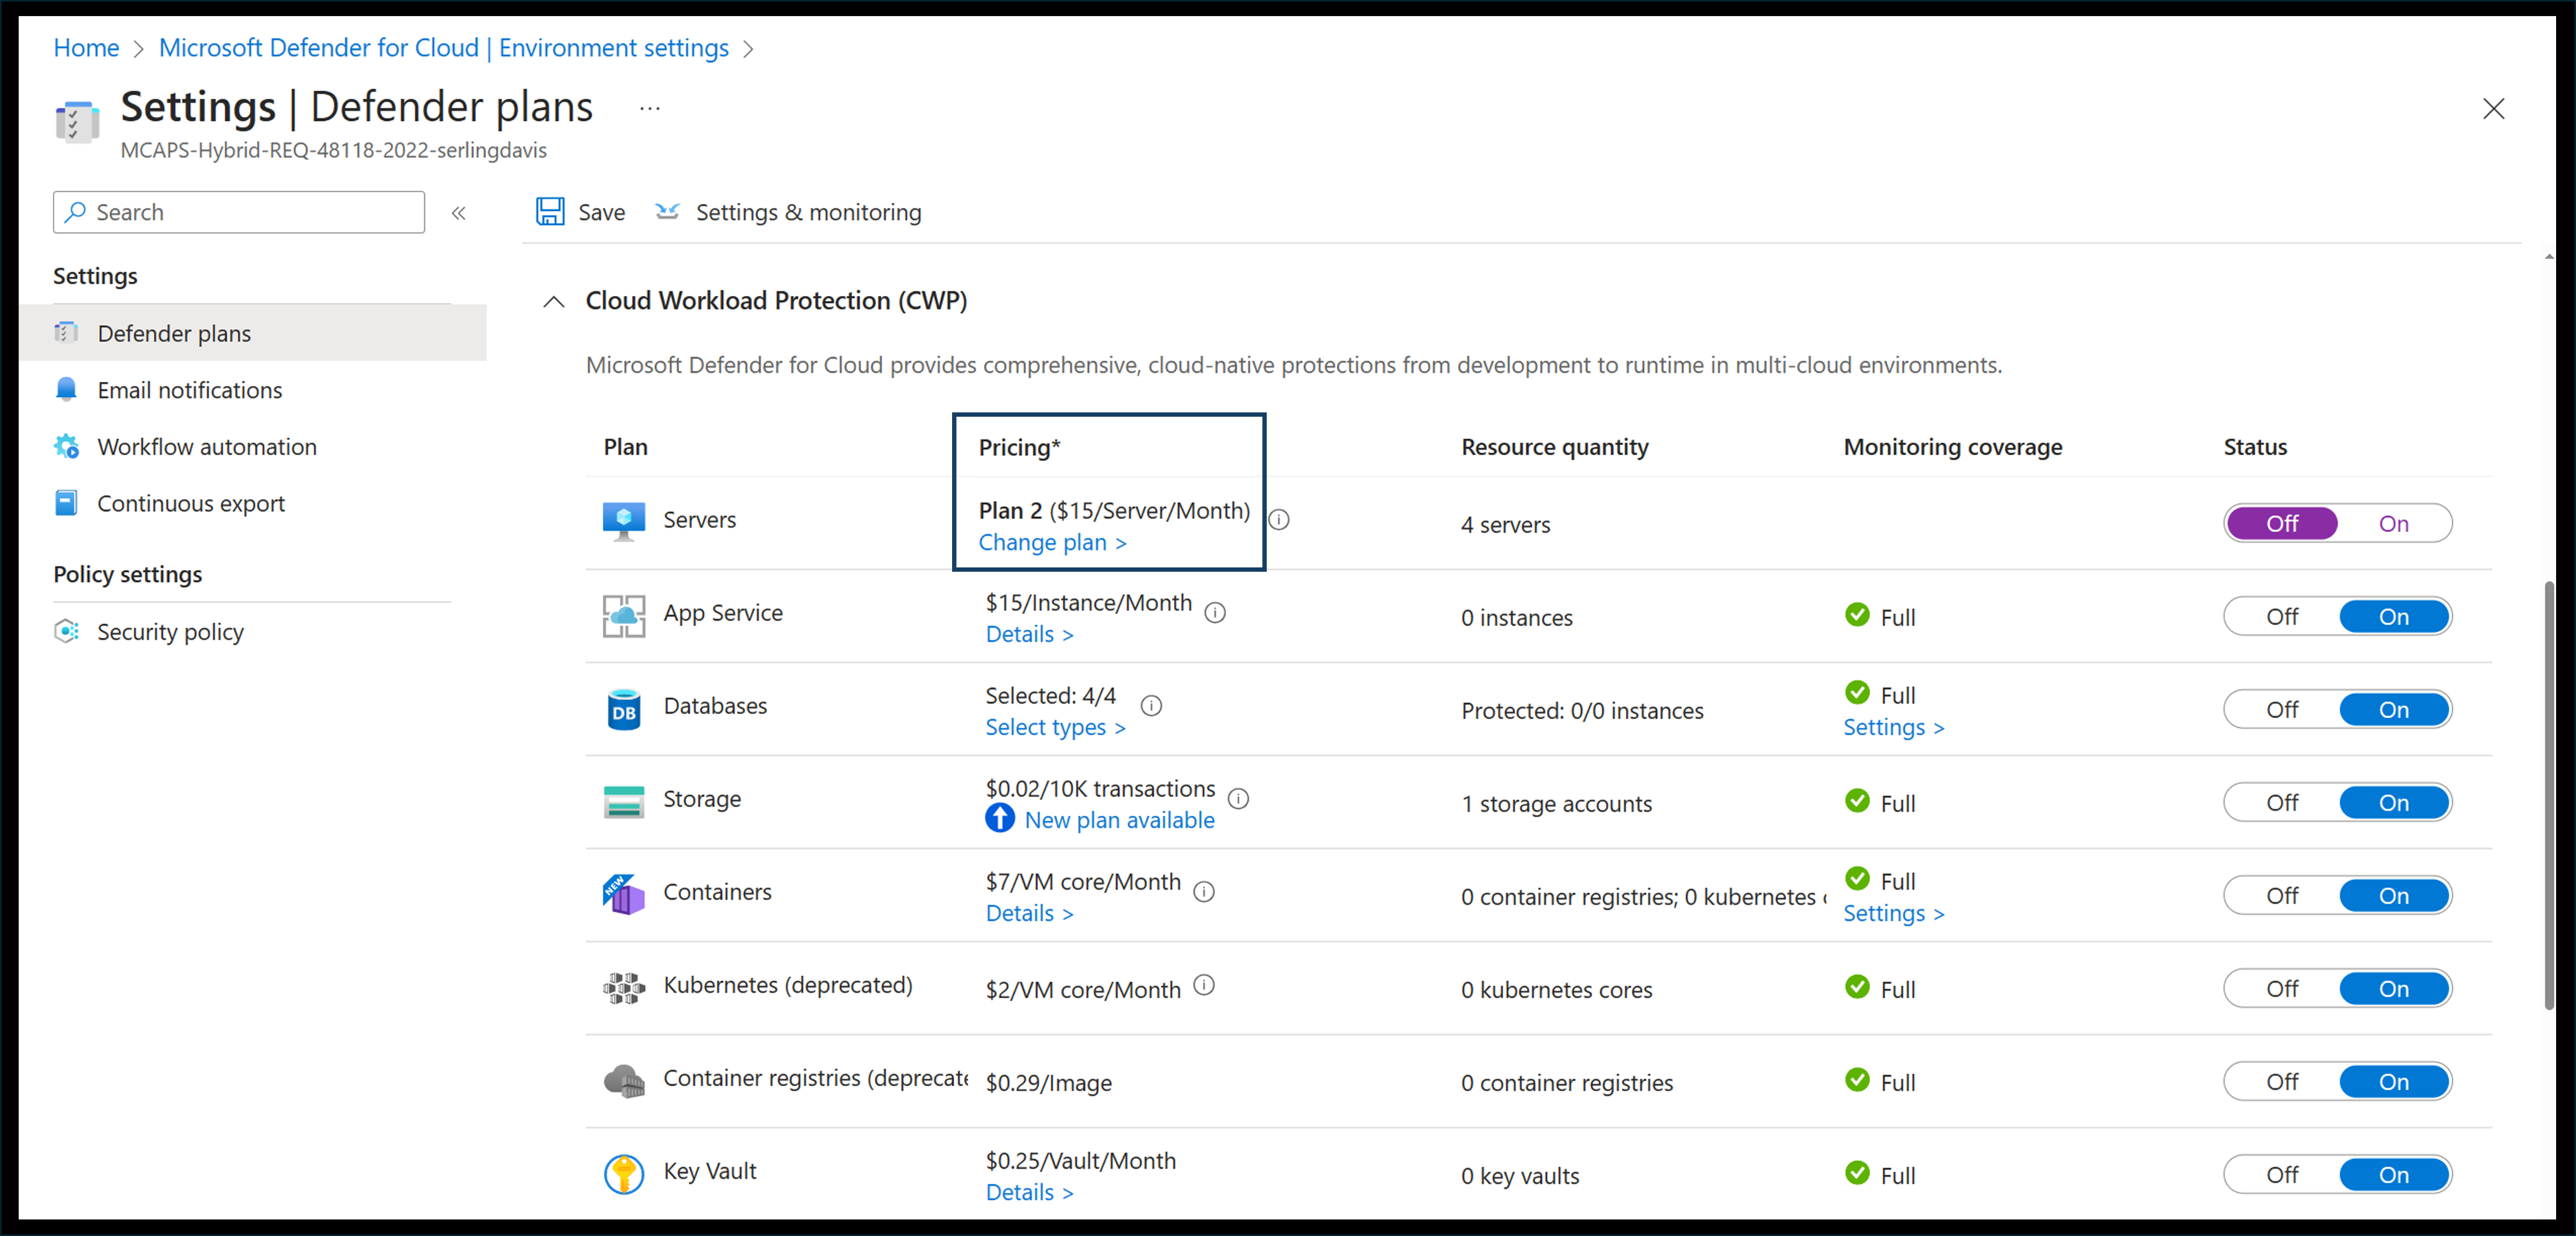 Home > Microsoft Defender for Cloud | Environment settings >
Settings | Defender plans ...
MCAPS-Hybrid-REQ-48118-2022-serlingdavis
Search «
Settings
Defender plans
Email notifications
Workflow automation
Continuous export
Policy settings
Security policy
Save Settings & monitoring
Cloud Workload Protection (CWP)
Microsoft Defender for Cloud provides comprehensive, cloud-native protections from development to runtime in multi-cloud environments.
Plan Pricing* Resource quantity Monitoring coverage Status
Servers Plan 2 ($15/Server/Month) 4 servers Off On
Change plan >
App Service $15/Instance/Month 0 instances Full Off On
Details >
DB Databases Selected: 4/4 Protected: 0/0 instances Full Off On
Select types > Settings >
Storage $0.02/10K transactions 1 storage accounts Full Off On
New plan available
NEW Containers $7/VM core/Month 0 container registries; 0 kubernetes c Full Off On
Details > Settings >
Kubernetes (deprecated) $2/VM core/Month 0 kubernetes cores Full Off On
Container registries (deprecate $0.29/Image 0 container registries Full Off On
Key Vault $0.25/Vault/Month 0 key vaults Full Off On
Details >